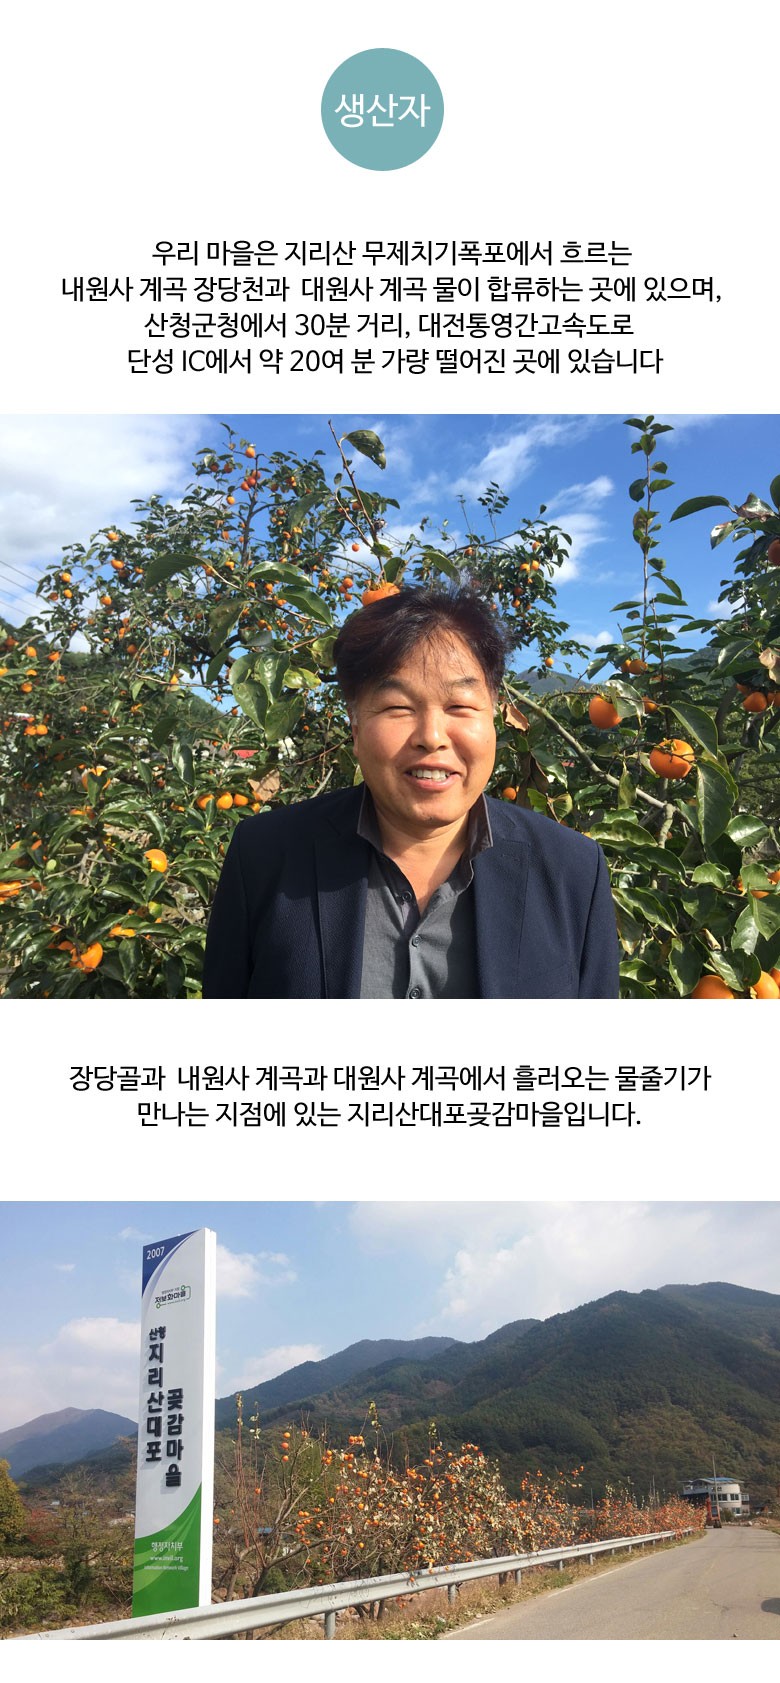 생산자
우리 마을은 지리산 무제치기폭포에서 흐르는
내원사 계곡 장당천과 대원사 계곡 물이 합류하는 곳에 있으며,
산청군청에서 30분 거리, 대전통영간고속도로
단성 IC에서 약 20여 분 가량 떨어진 곳에 있습니다
장당골과 내원사 계곡과 대원사 계곡에서 흘러오는 물줄기가
만나는 지점에 있는 지리산대포곶감마을입니다.
2007
정보화마을
산청
지리산대포
곶감마을
행정자치부
www.invil.org
Information Network Village